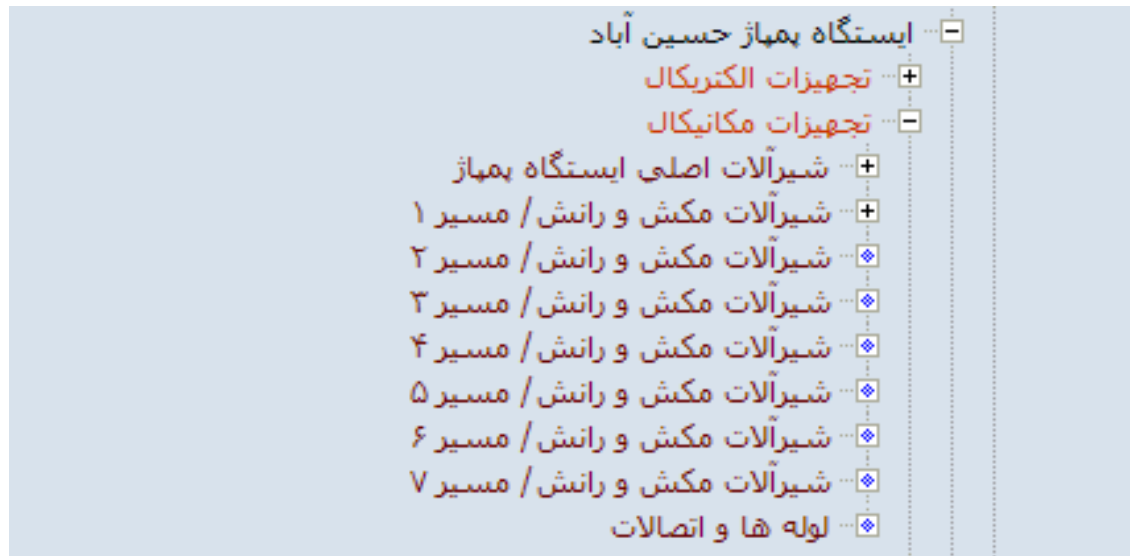 ایستگاه پمپاژ حسین آباد
تجهیزات الکتریکال
تجهیزات مکانیکال
شیرآلات اصلی ایستگاه پمپاژ
شیرآلات مکش و رانش/ مسیر ۱
شیرآلات مکش و رانش/ مسیر ۲
شیرآلات مکش و رانش/ مسیر ۳
شیرآلات مکش و رانش/ مسیر ۴
شیرآلات مکش و رانش/ مسیر ۵
شیرآلات مکش و رانش/ مسیر ۶
شیرآلات مکش و رانش/ مسیر ۷
لوله ها و اتصالات